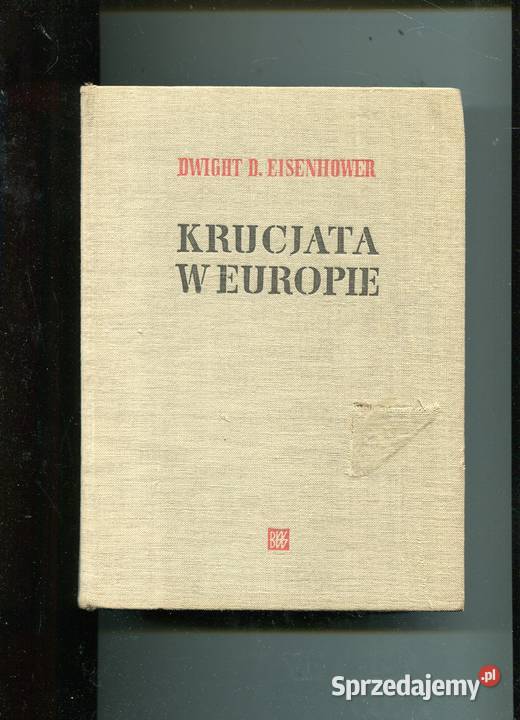 DWIGHT D. EISENHOWER
KRUCJATA
W EUROPIE
Sprzedajemy.pl